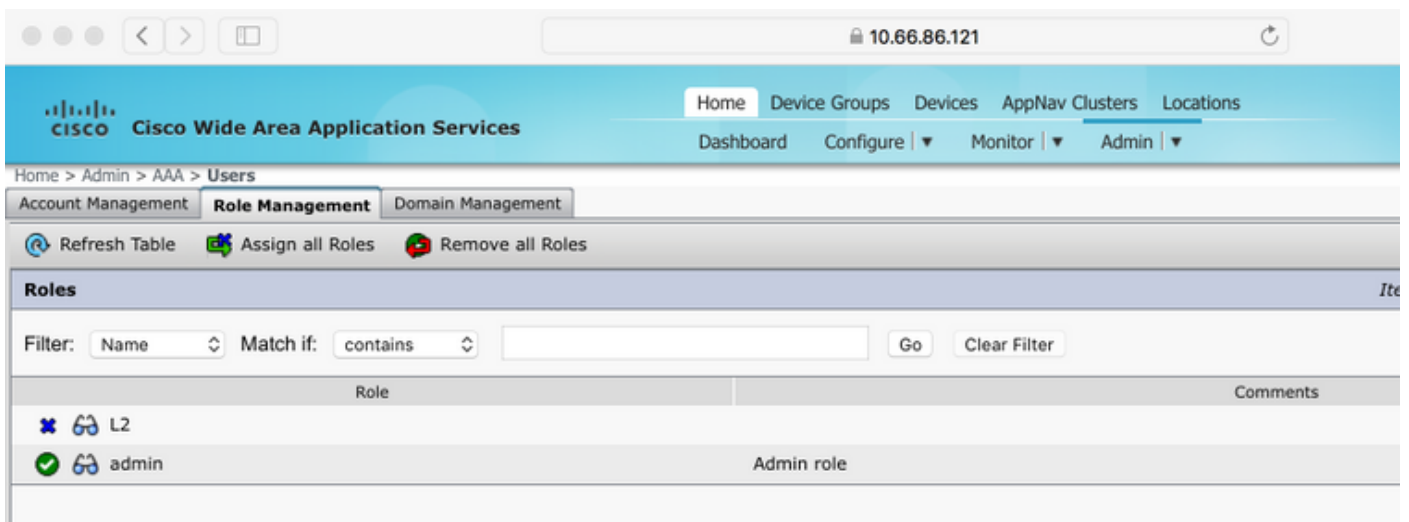 10.66.86.121
CISCO Cisco Wide Area Application Services
Home Device Groups Devices AppNav Clusters Locations
Dashboard Configure | ▼ Monitor | ▼ Admin | ▼
Home > Admin > AAA > Users
Account Management Role Management Domain Management
Refresh Table Assign all Roles Remove all Roles
Roles Ite
Filter: Name Match if: contains Go Clear Filter
Role Comments
L2
admin Admin role